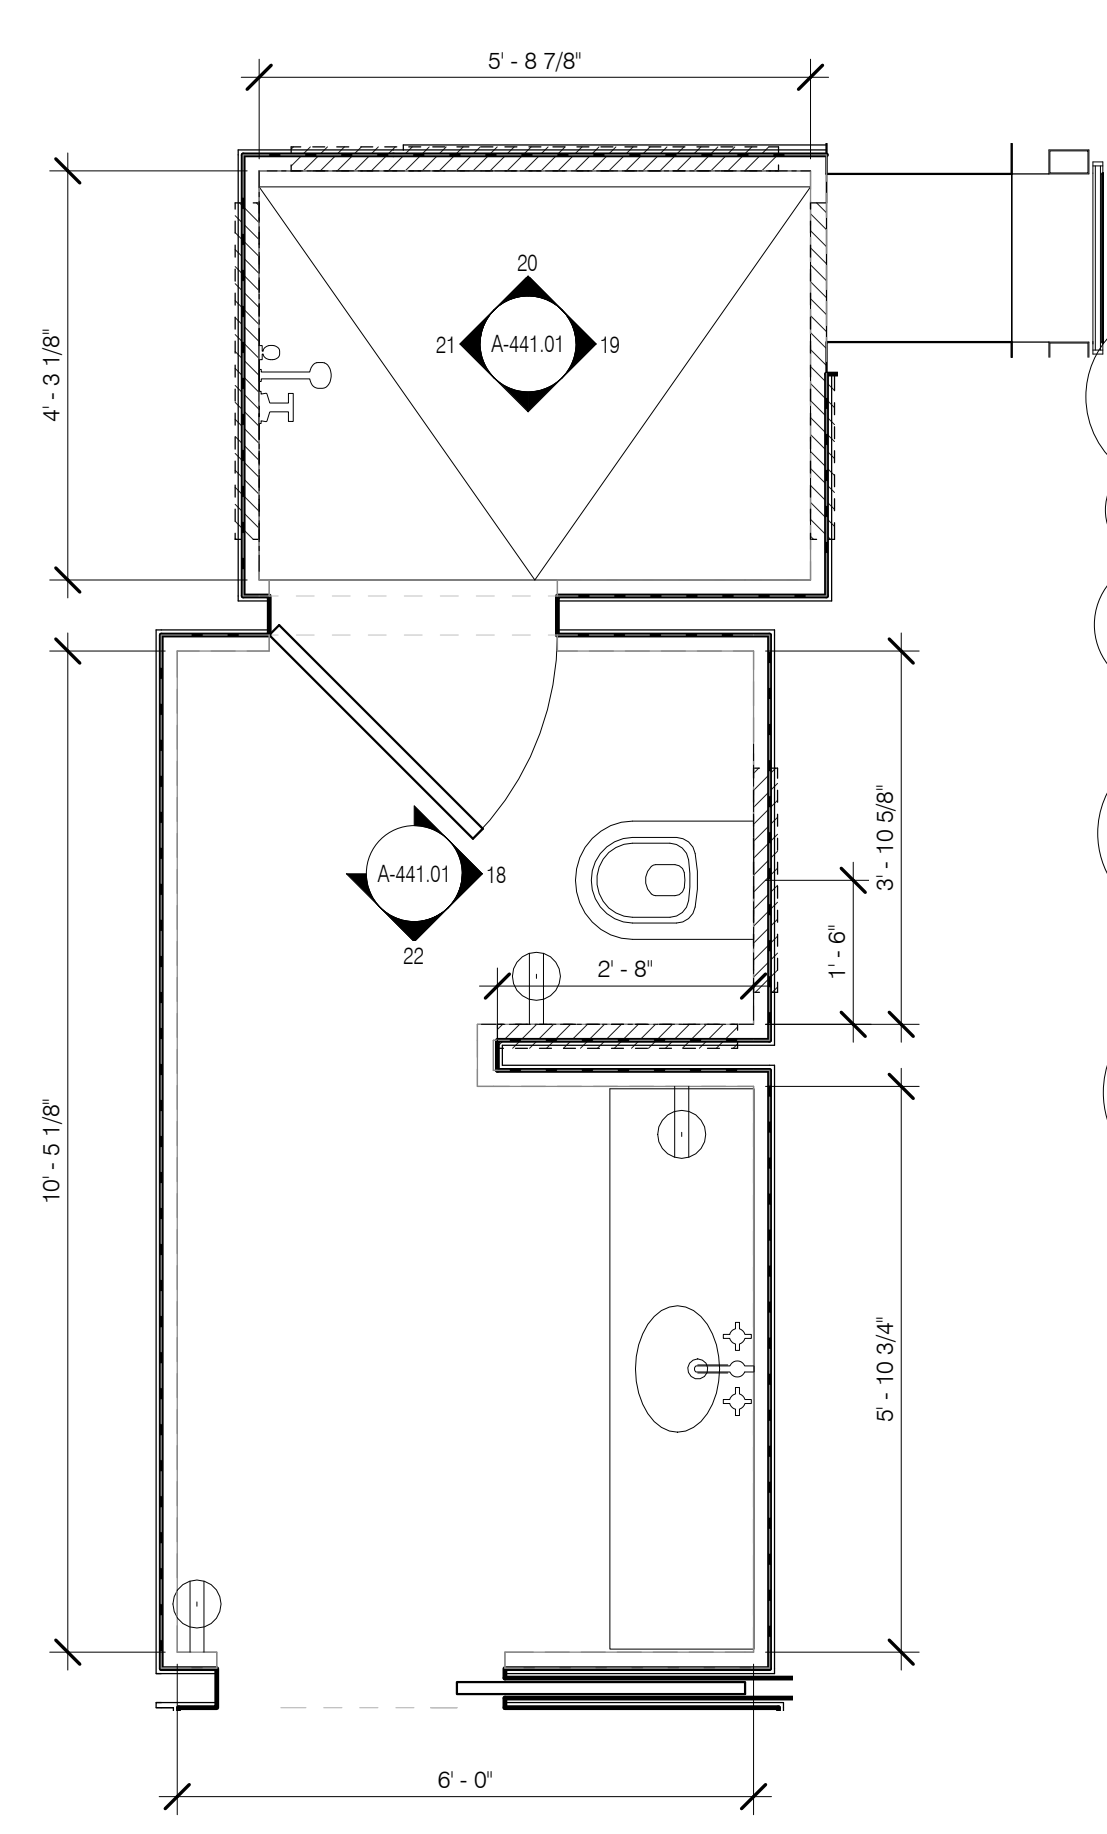 5' - 8 7/8"
20
21
A-441.01
19
4' - 3 1/8"
3' - 10 5/8"
A-441.01
18
22
1' - 6"
2' - 8"
10' - 5 1/8"
5' - 10 3/4"
6' - 0"